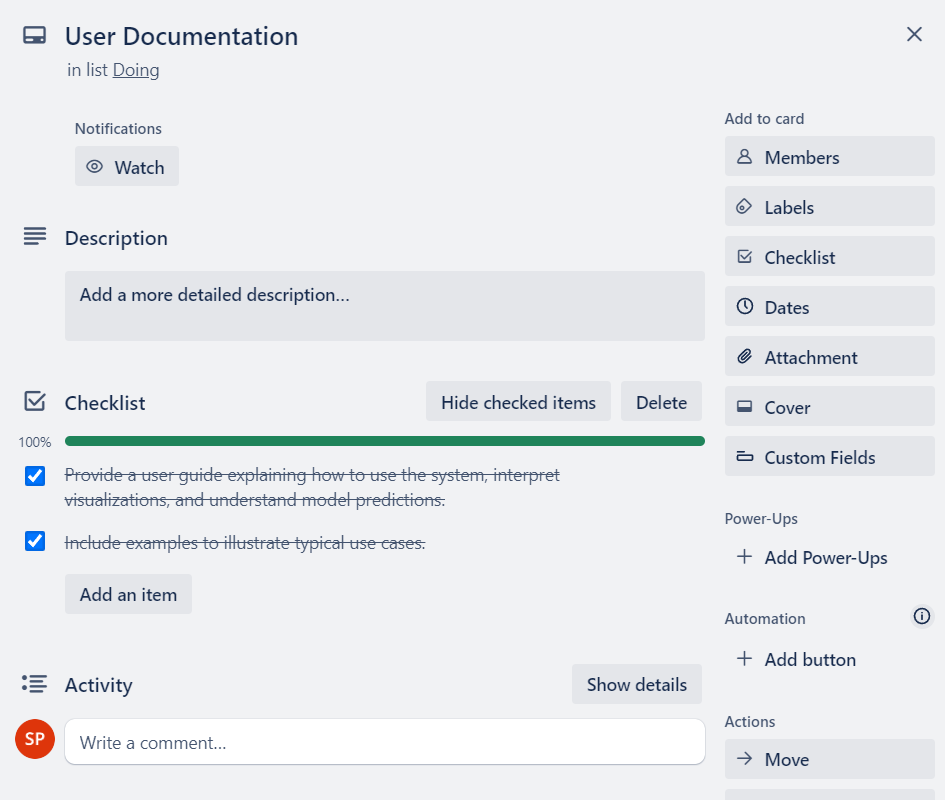 User Documentation
in list Doing
Notifications
Watch
Description
Add a more detailed description...
Checklist
Hide checked items
Delete
100%
Provide a user guide explaining how to use the system, interpret
visualizations, and understand model predictions.
Include examples to illustrate typical use cases.
Add an item
Activity
Show details
SP
Write a comment...
Add to card
Members
Labels
Checklist
Dates
Attachment
Cover
Custom Fields
Power-Ups
Add Power-Ups
Automation
Add button
Actions
Move